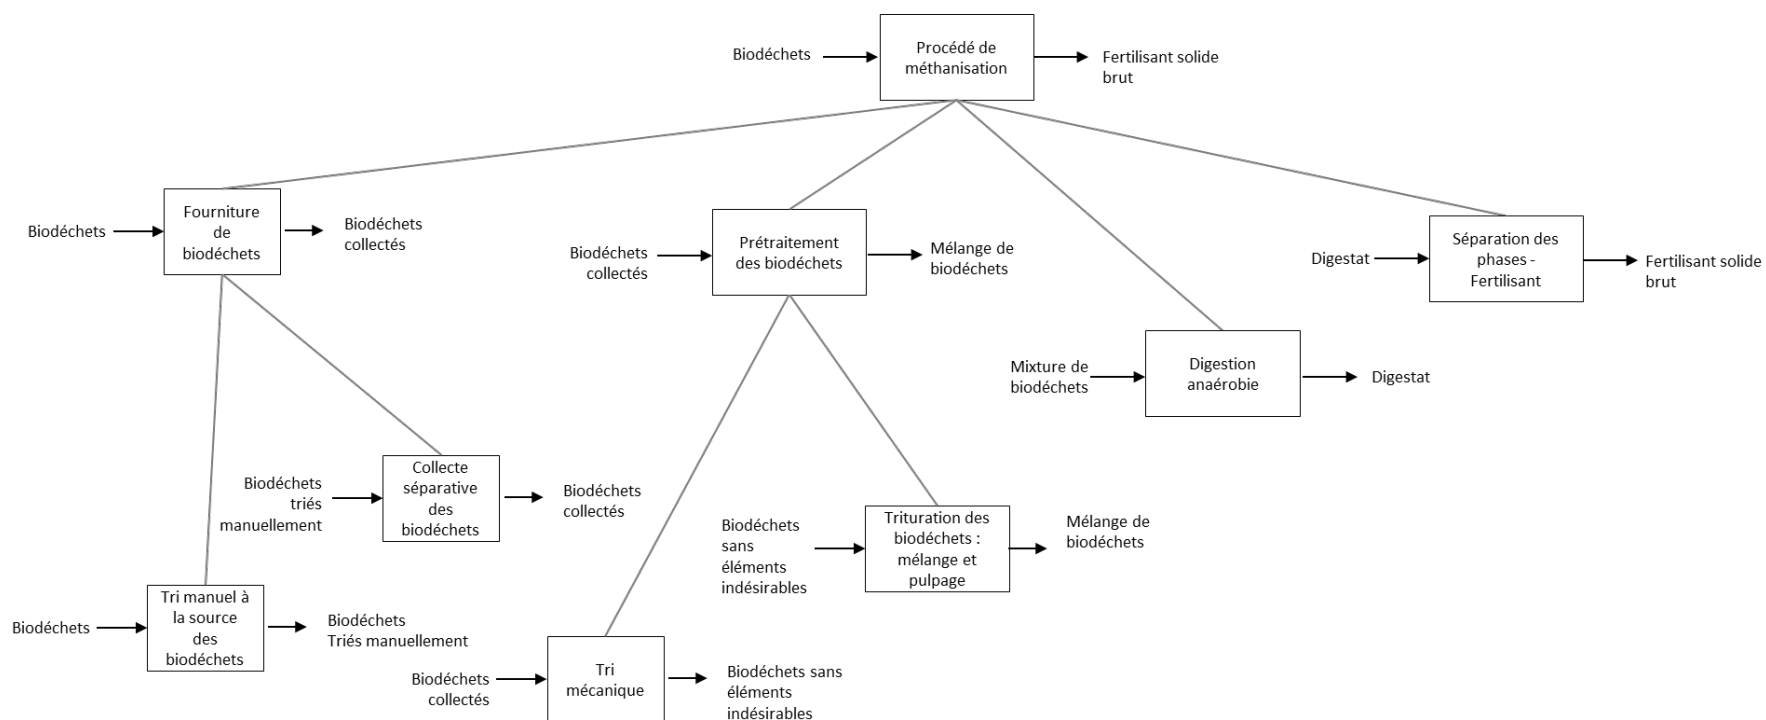 Biodéchets
Procédé de
méthanisation
Fertilisant solide
brut
Biodéchets
Fourniture
de
biodéchets
Biodéchets
collectés
Biodéchets
collectés
Prétraitement
des biodéchets
Mélange de
biodéchets
Digestat
Séparation des
phases -
Fertilisant
Fertilisant solide
brut
Mixture de
biodéchets
Digestion
anaérobie
Digestat
Biodéchets
triés
manuellement
Collecte
séparative
des
biodéchets
Biodéchets
collectés
Biodéchets
sans
éléments
indésirables
Trituration des
biodéchets :
mélange et
pulpage
Mélange de
biodéchets
Biodéchets
Tri manuel à
la source
des
biodéchets
Biodéchets
Triés manuellement
Biodéchets
collectés
Tri
mécanique
Biodéchets sans
éléments
indésirables